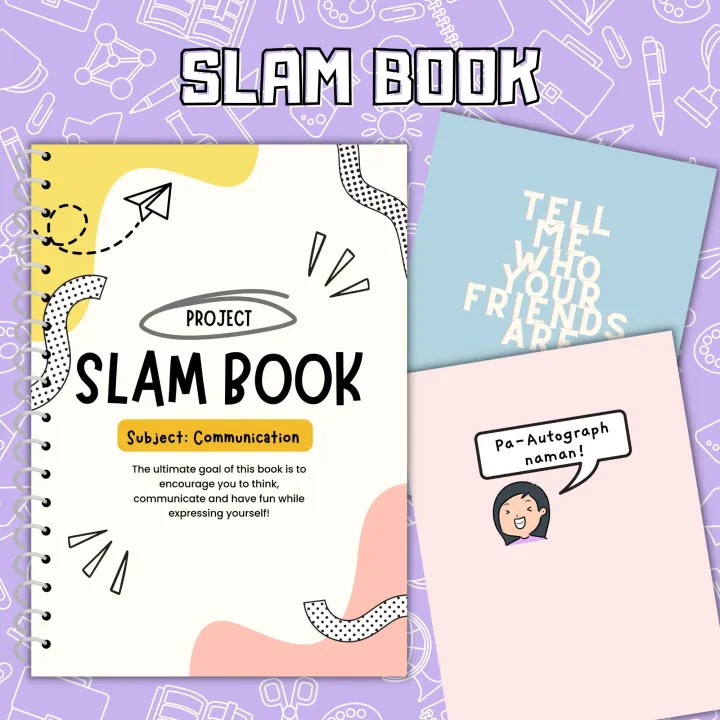 SLAM BOOK
PROJECT
SLAM BOOK
Subject: Communication
The ultimate goal of this book is to
encourage you to think,
communicate and have fun while
expressing yourself!
TELL
ME
WHO
YOUR
FRIENDS
ARE
Pa-Autograph
naman!